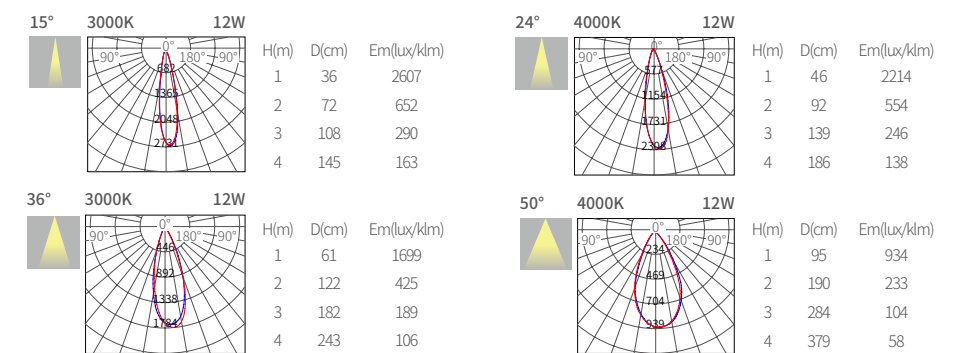 15° 3000K 12W
0°
90° 180° 90°
682
1365
2048
2731
H(m) D(cm) Em(lux/klm)
1 36 2607
2 72 652
3 108 290
4 145 163
24° 4000K 12W
0°
90° 180° 90°
577
1154
1731
2308
H(m) D(cm) Em(lux/klm)
1 46 2214
2 92 554
3 139 246
4 186 138
36° 3000K 12W
0°
90° 180° 90°
446
892
1338
1784
H(m) D(cm) Em(lux/klm)
1 61 1699
2 122 425
3 182 189
4 243 106
50° 4000K 12W
0°
90° 180° 90°
234
469
704
939
H(m) D(cm) Em(lux/klm)
1 95 934
2 190 233
3 284 104
4 379 58